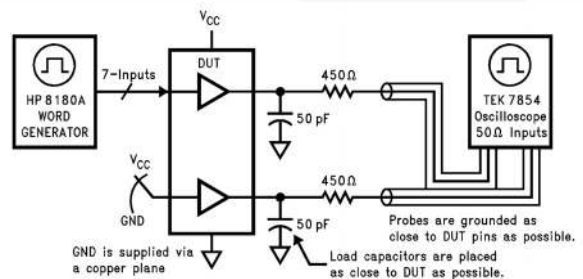 V_CC
DUT
HP 8180A
WORD
GENERATOR
7-Inputs
450Ω
50 pF
TEK 7854
Oscilloscope
50Ω Inputs
V_CC
GND
450Ω
50 pF
Probes are grounded as
close to DUT pins as possible.
GND is supplied via
a copper plane
Load capacitors are placed
as close to DUT as possible.